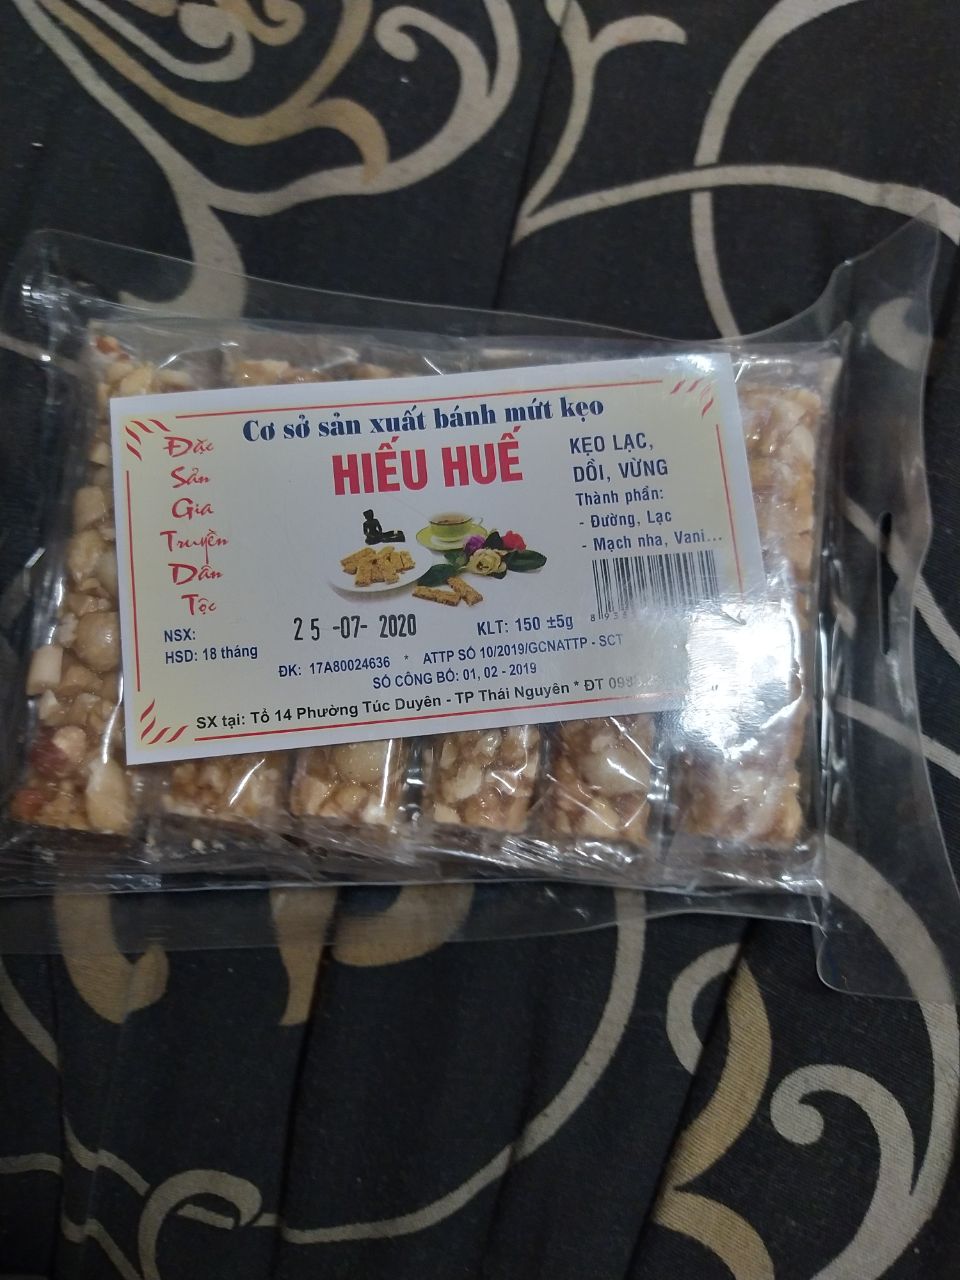 Cơ sở sản xuất bánh mứt kẹo
HIẾU HUẾ
Đặc
Sản
Gia
Truyền
Dân
Tộc
KẸO LẠC,
DỒI, VỪNG
Thành phần:
- Đường, Lạc
- Mạch nha, Vani...
NSX: 25 -07- 2020
HSD: 18 tháng
KLT: 150 ±5g
ĐK: 17A80024636 * ATTP SỐ 10/2019/GCNATTP - SCT
SỐ CÔNG BỐ: 01, 02 - 2019
SX tại: Tổ 14 Phường Túc Duyên - TP Thái Nguyên * ĐT